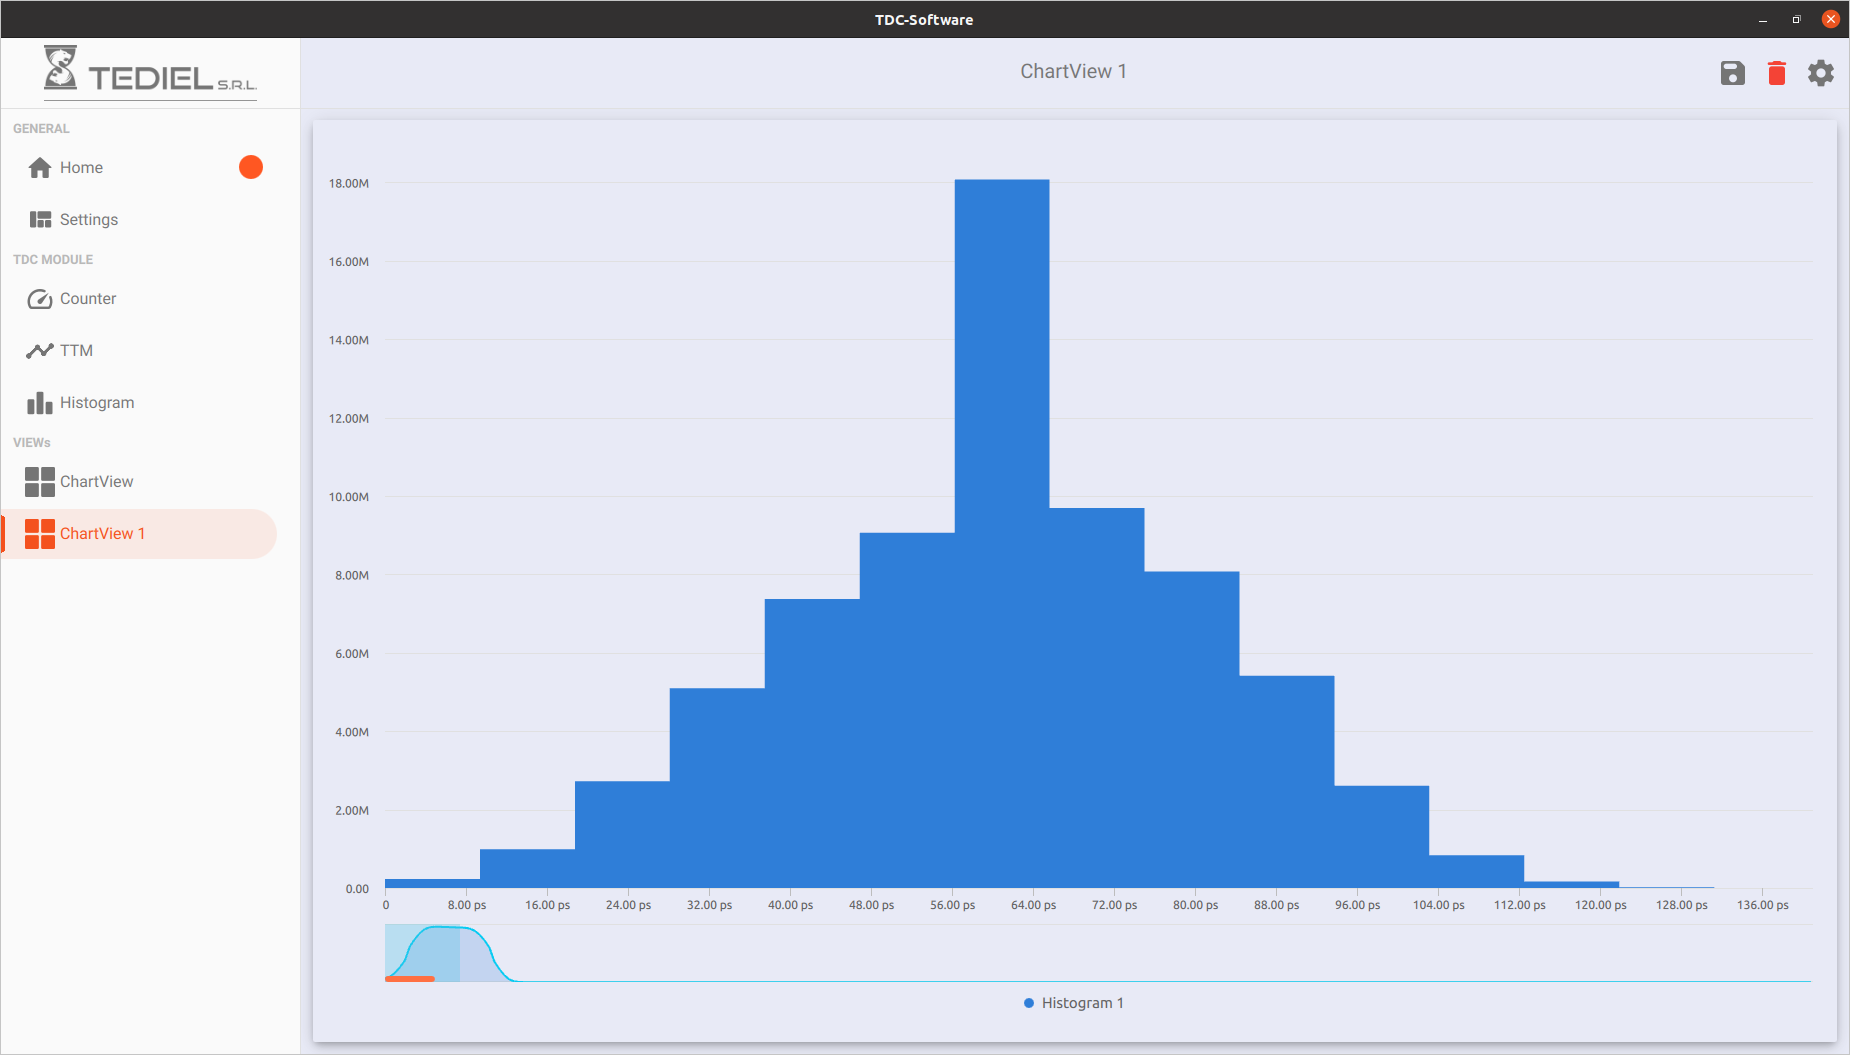 TDC-Software
TEDIEL S.R.L.
ChartView 1
GENERAL
Home
Settings
TDC MODULE
Counter
TTM
Histogram
VIEWs
ChartView
ChartView 1
18.00M
16.00M
14.00M
12.00M
10.00M
8.00M
6.00M
4.00M
2.00M
0.00
0 8.00 ps 16.00 ps 24.00 ps 32.00 ps 40.00 ps 48.00 ps 56.00 ps 64.00 ps 72.00 ps 80.00 ps 88.00 ps 96.00 ps 104.00 ps 112.00 ps 120.00 ps 128.00 ps 136.00 ps
Histogram 1